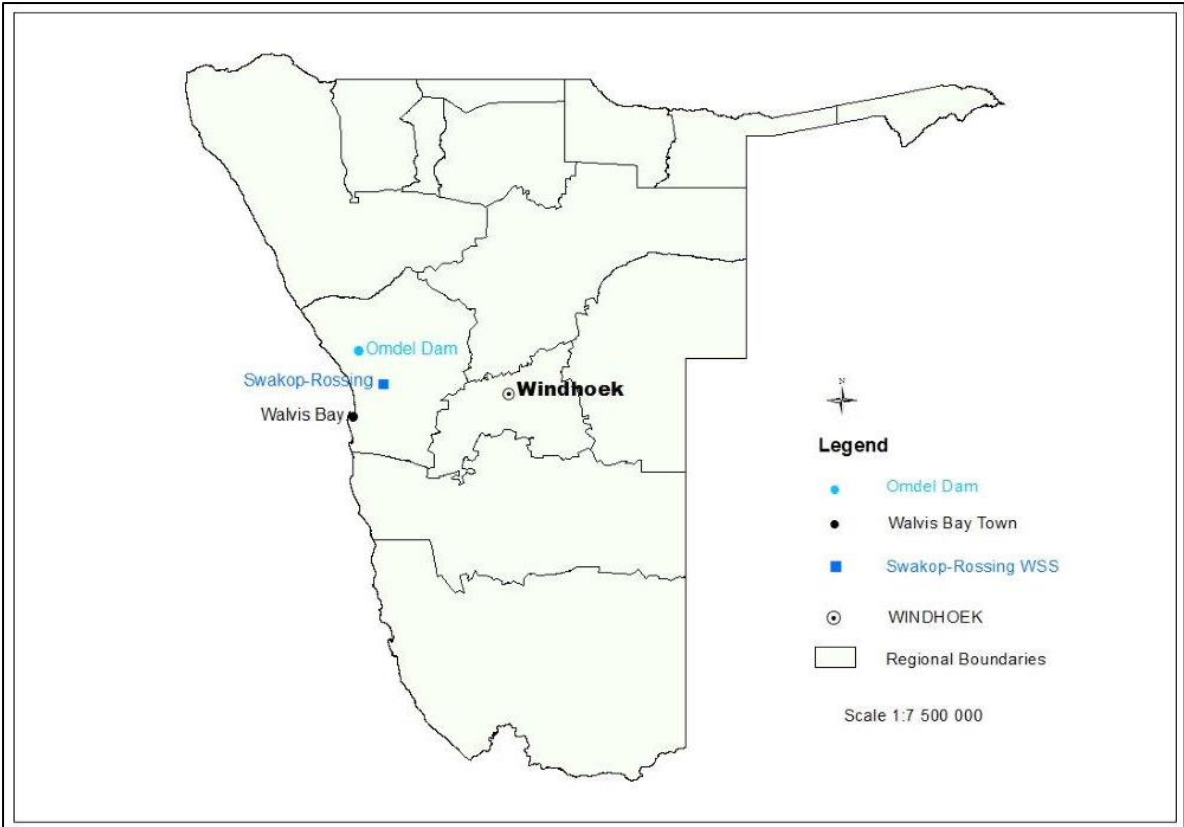 Omdel Dam
Swakop-Rossing
Windhoek
Walvis Bay
N
Legend
Omdel Dam
Walvis Bay Town
Swakop-Rossing WSS
WINDHOEK
Regional Boundaries
Scale 1:7 500 000